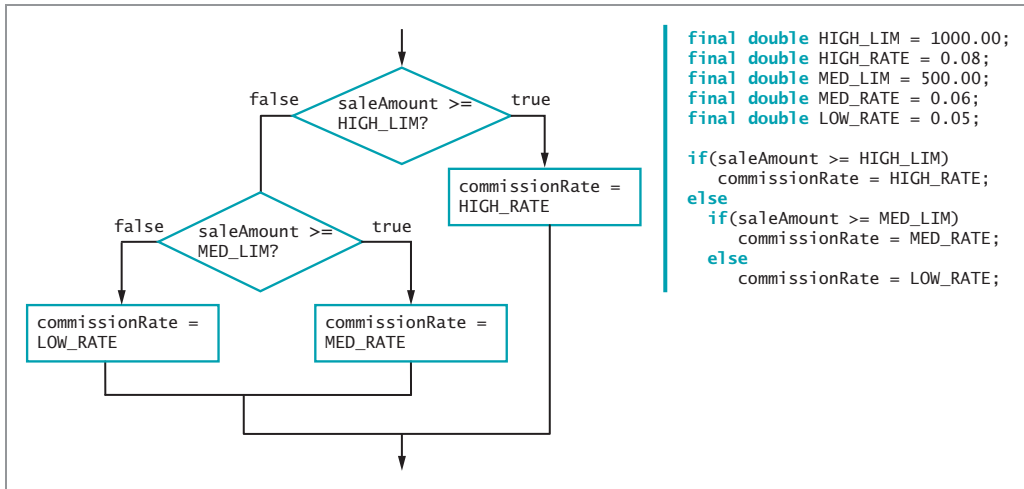 false
saleAmount >=
HIGH_LIM?
true
commissionRate =
HIGH_RATE
false
saleAmount >=
MED_LIM?
true
commissionRate =
LOW_RATE
commissionRate =
MED_RATE
final double HIGH_LIM = 1000.00;
final double HIGH_RATE = 0.08;
final double MED_LIM = 500.00;
final double MED_RATE = 0.06;
final double LOW_RATE = 0.05;
if(saleAmount >= HIGH_LIM)
commissionRate = HIGH_RATE;
else
if(saleAmount >= MED_LIM)
commissionRate = MED_RATE;
else
commissionRate = LOW_RATE;